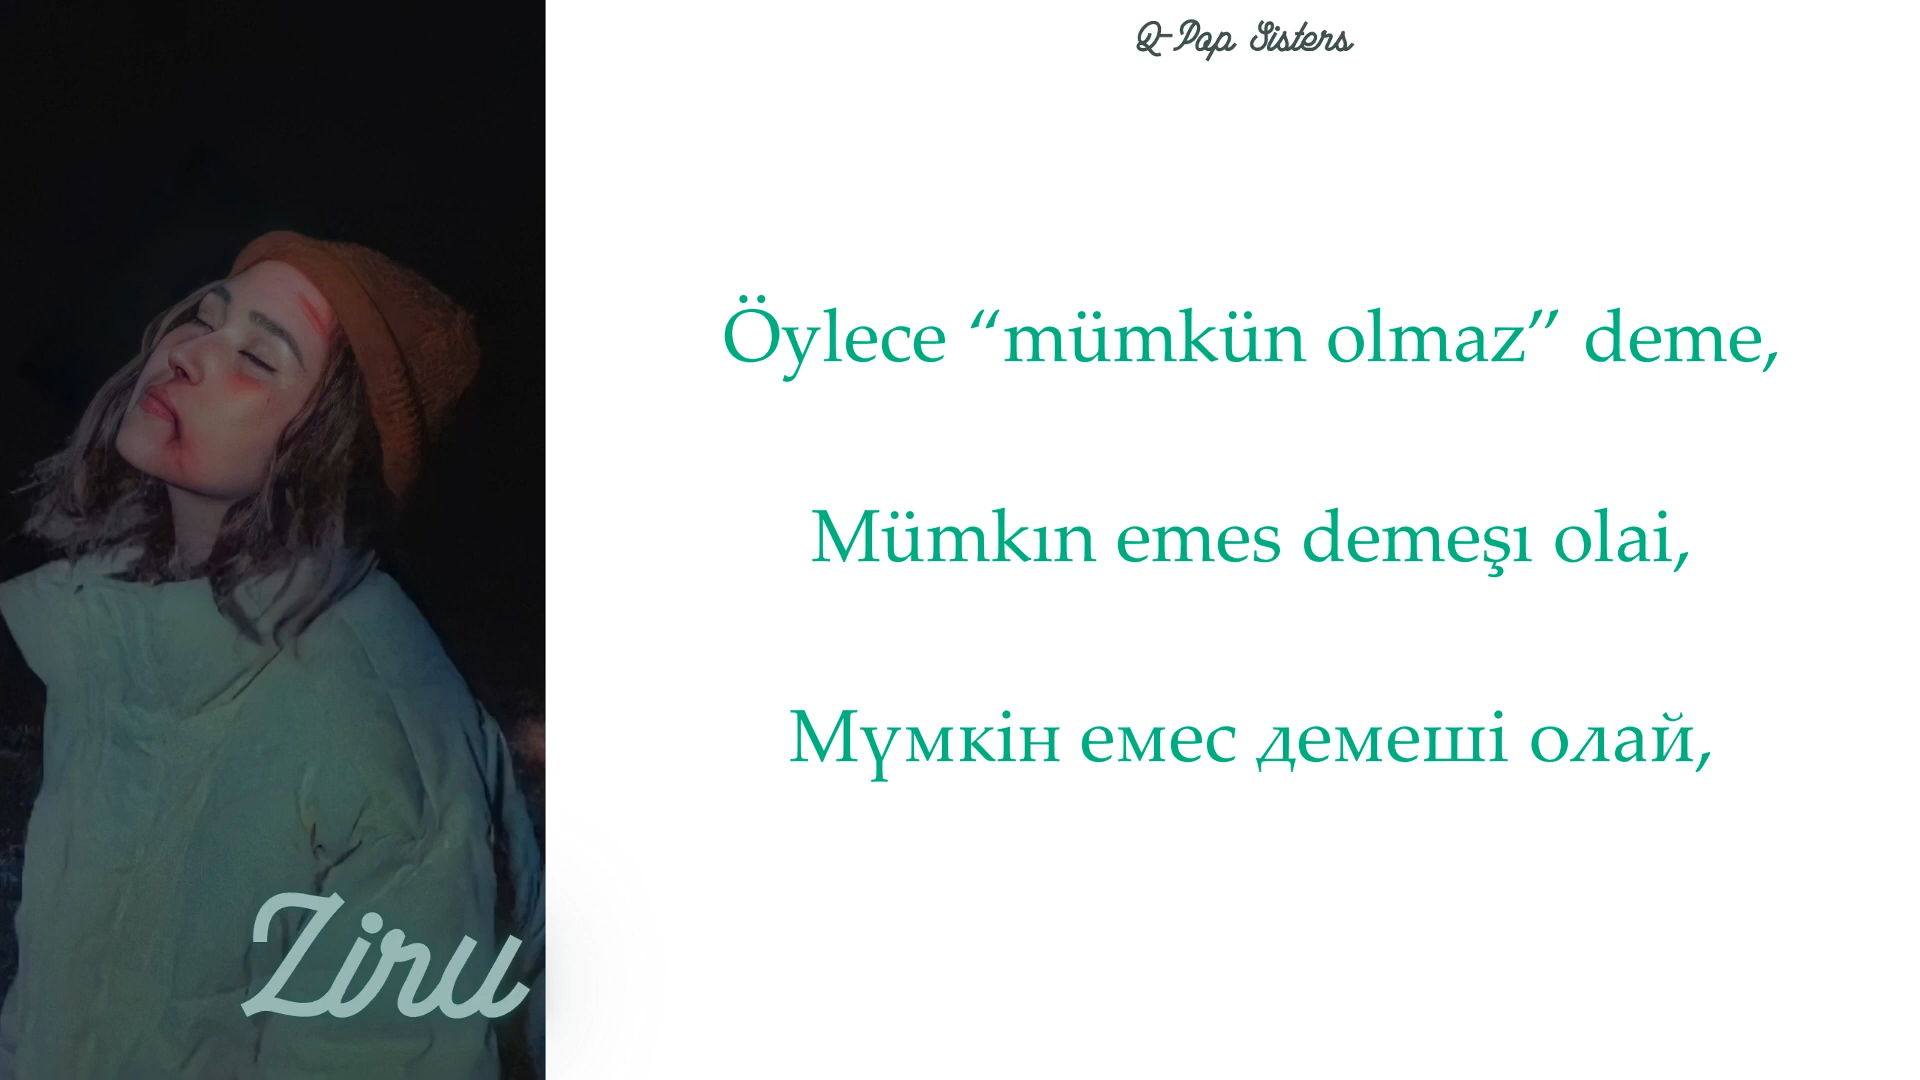 Q-Pop Sisters
Öylece “mümkün olmaz” deme,
Mümkın emes demeşı olai,
Мүмкін емес демеші олай,
Ziru